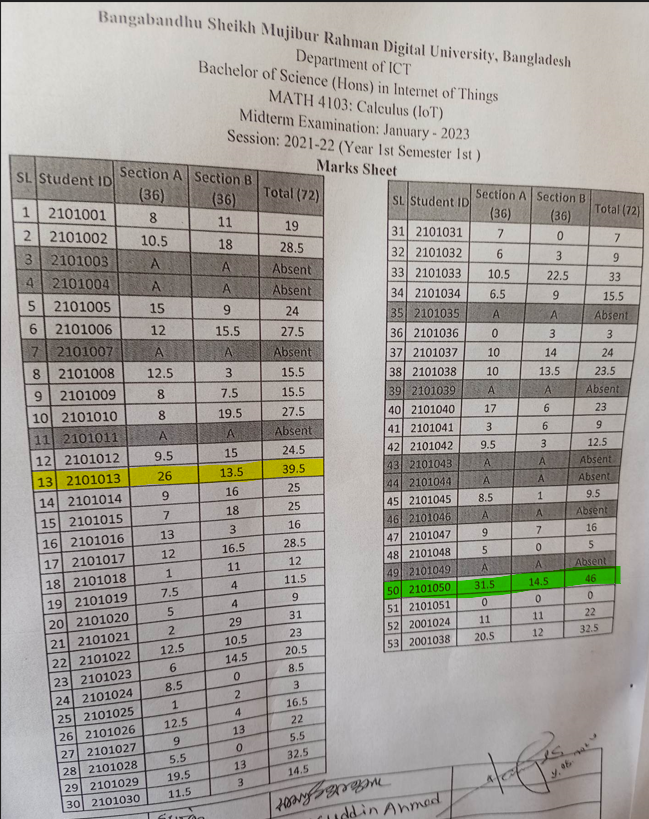 Bangabandhu Sheikh Mujibur Rahman Digital University, Bangladesh
Department of ICT
Bachelor of Science (Hons) in Internet of Things
MATH 4103: Calculus (IoT)
Midterm Examination: January - 2023
Session: 2021-22 (Year 1st Semester 1st )
Marks Sheet
SL Student ID Section A (36) Section B (36) Total (72)
1 2101001 8 11 19
2 2101002 10.5 18 28.5
3 2101003 A A Absent
4 2101004 A A Absent
5 2101005 15 9 24
6 2101006 12 15.5 27.5
7 2101007 A A Absent
8 2101008 12.5 3 15.5
9 2101009 8 7.5 15.5
10 2101010 8 19.5 27.5
11 2101011 A A Absent
12 2101012 9.5 15 24.5
13 2101013 26 13.5 39.5
14 2101014 9 16 25
15 2101015 7 18 25
16 2101016 13 3 16
17 2101017 12 16.5 28.5
18 2101018 1 11 12
19 2101019 7.5 4 11.5
20 2101020 5 4 9
21 2101021 2 29 31
22 2101022 12.5 10.5 23
23 2101023 6 14.5 20.5
24 2101024 8.5 0 8.5
25 2101025 1 2 3
26 2101026 12.5 4 16.5
27 2101027 9 13 22
28 2101028 5.5 0 5.5
29 2101029 19.5 13 32.5
30 2101030 11.5 3 14.5
SL Student ID Section A (36) Section B (36) Total (72)
31 2101031 7 0 7
32 2101032 6 3 9
33 2101033 10.5 22.5 33
34 2101034 6.5 9 15.5
35 2101035 A A Absent
36 2101036 0 3 3
37 2101037 10 14 24
38 2101038 10 13.5 23.5
39 2101039 A A Absent
40 2101040 17 6 23
41 2101041 3 6 9
42 2101042 9.5 3 12.5
43 2101043 A A Absent
44 2101044 A A Absent
45 2101045 8.5 1 9.5
46 2101046 A A Absent
47 2101047 9 7 16
48 2101048 5 0 5
49 2101049 A A Absent
50 2101050 31.5 14.5 46
51 2101051 0 0 0
52 2001024 11 11 22
53 2001038 20.5 12 32.5
uddin Ahmed